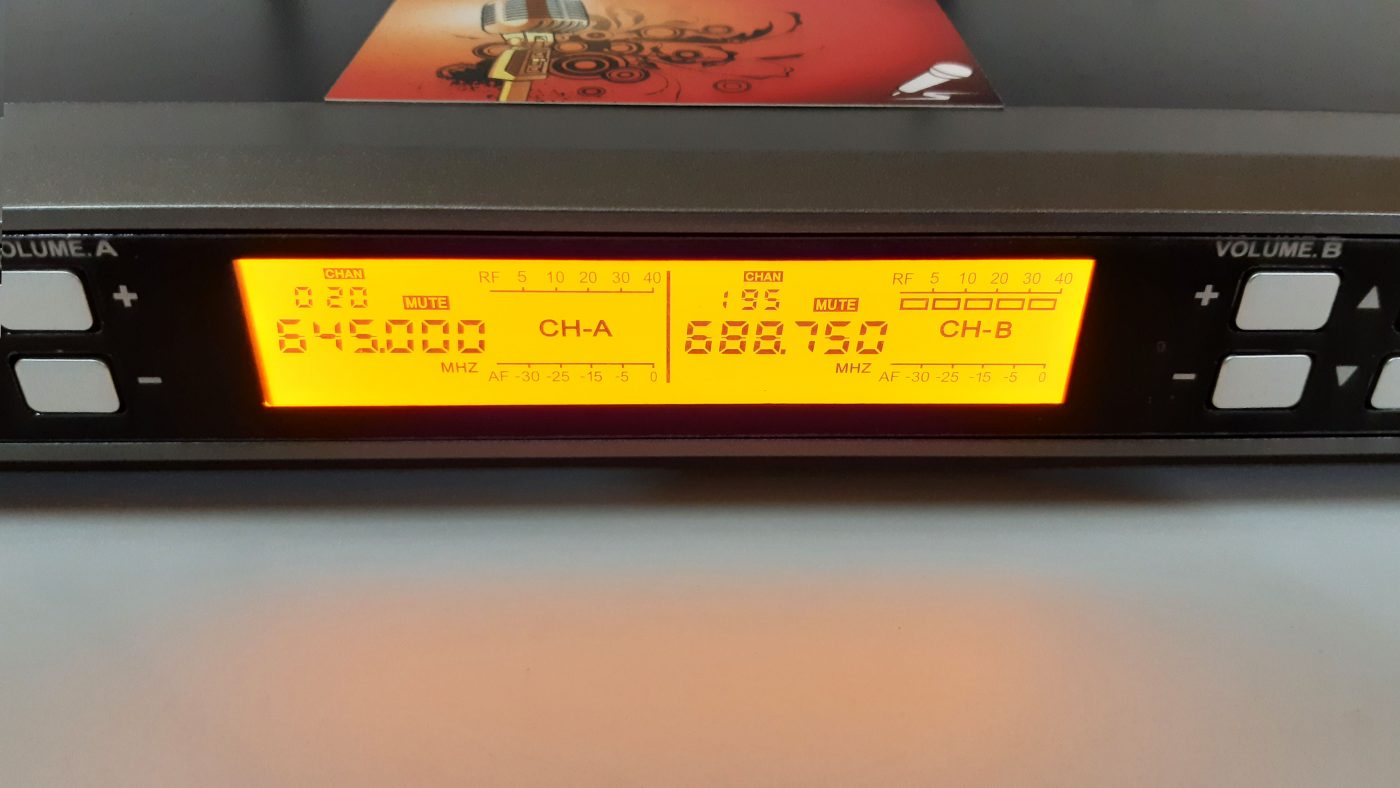 OLUME.A
VOLUME.B
+
-
CHAN
020
MUTE
645.000
MHZ
RF 5 10 20 30 40
CH-A
AF -30 -25 -15 -5 0
CHAN
195
MUTE
688.750
MHZ
RF 5 10 20 30 40
CH-B
AF -30 -25 -15 -5 0
+
-